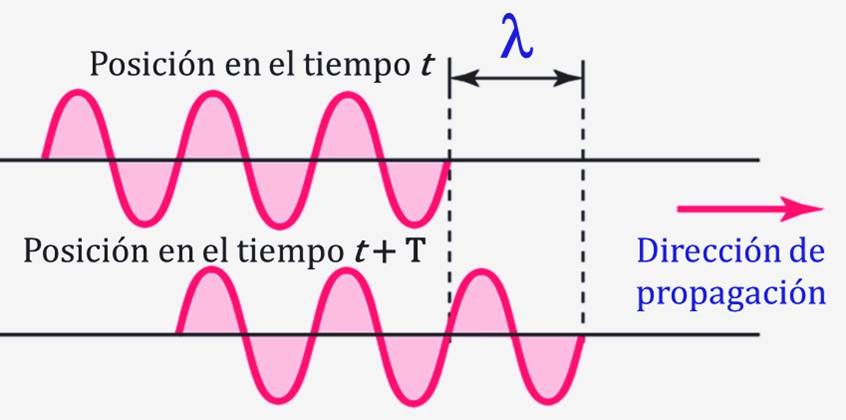 λ
Posición en el tiempo t
Posición en el tiempo t + T
Dirección de
propagación